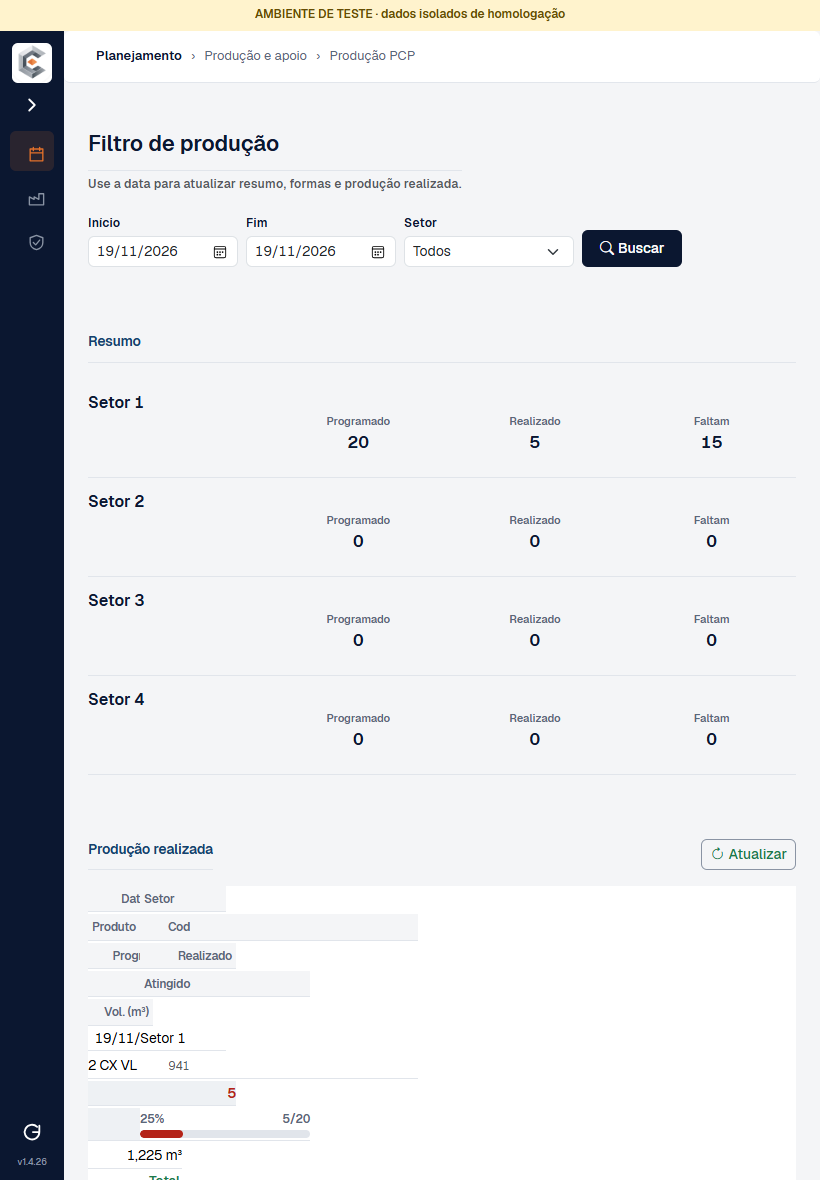 AMBIENTE DE TESTE · dados isolados de homologação
Planejamento › Produção e apoio › Produção PCP
Filtro de produção
Use a data para atualizar resumo, formas e produção realizada.
Início Fim Setor
19/11/2026 19/11/2026 Todos Buscar
Resumo
Setor 1
Programado Realizado Faltam
20 5 15
Setor 2
Programado Realizado Faltam
0 0 0
Setor 3
Programado Realizado Faltam
0 0 0
Setor 4
Programado Realizado Faltam
0 0 0
Produção realizada Atualizar
Dat Setor
Produto Cod
Prog Realizado
Atingido
Vol. (m³)
19/11/Setor 1
2 CX VL 941
5
25% 5/20
1,225 m³
Total
v1.4.26